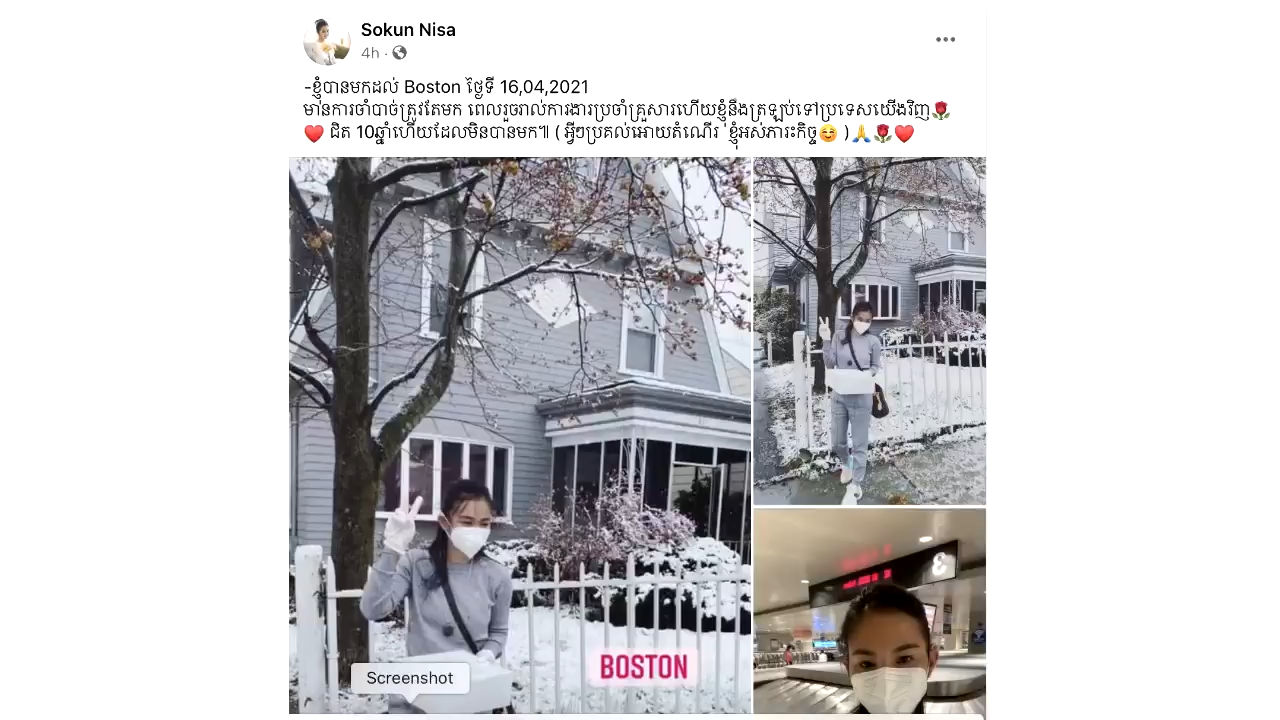 Sokun Nisa
4h ·
-ខ្ញុំបានមកដល់ Boston ថ្ងៃទី 16,04,2021
មានការចាំបាច់ត្រូវតែមក ពេលរួចរាល់ការងារប្រចាំគ្រួសារហើយខ្ញុំនឹងត្រឡប់ទៅប្រទេសយើងវិញ🌹
♥️ ជិត 10ឆ្នាំហើយដែលមិនបានមក៕ ( អ្វីៗប្រគល់អោយតំណើរ ខ្ញុំអស់ភារះកិច្ច☺️ )🙏🌹♥️
3
BOSTON
Screenshot